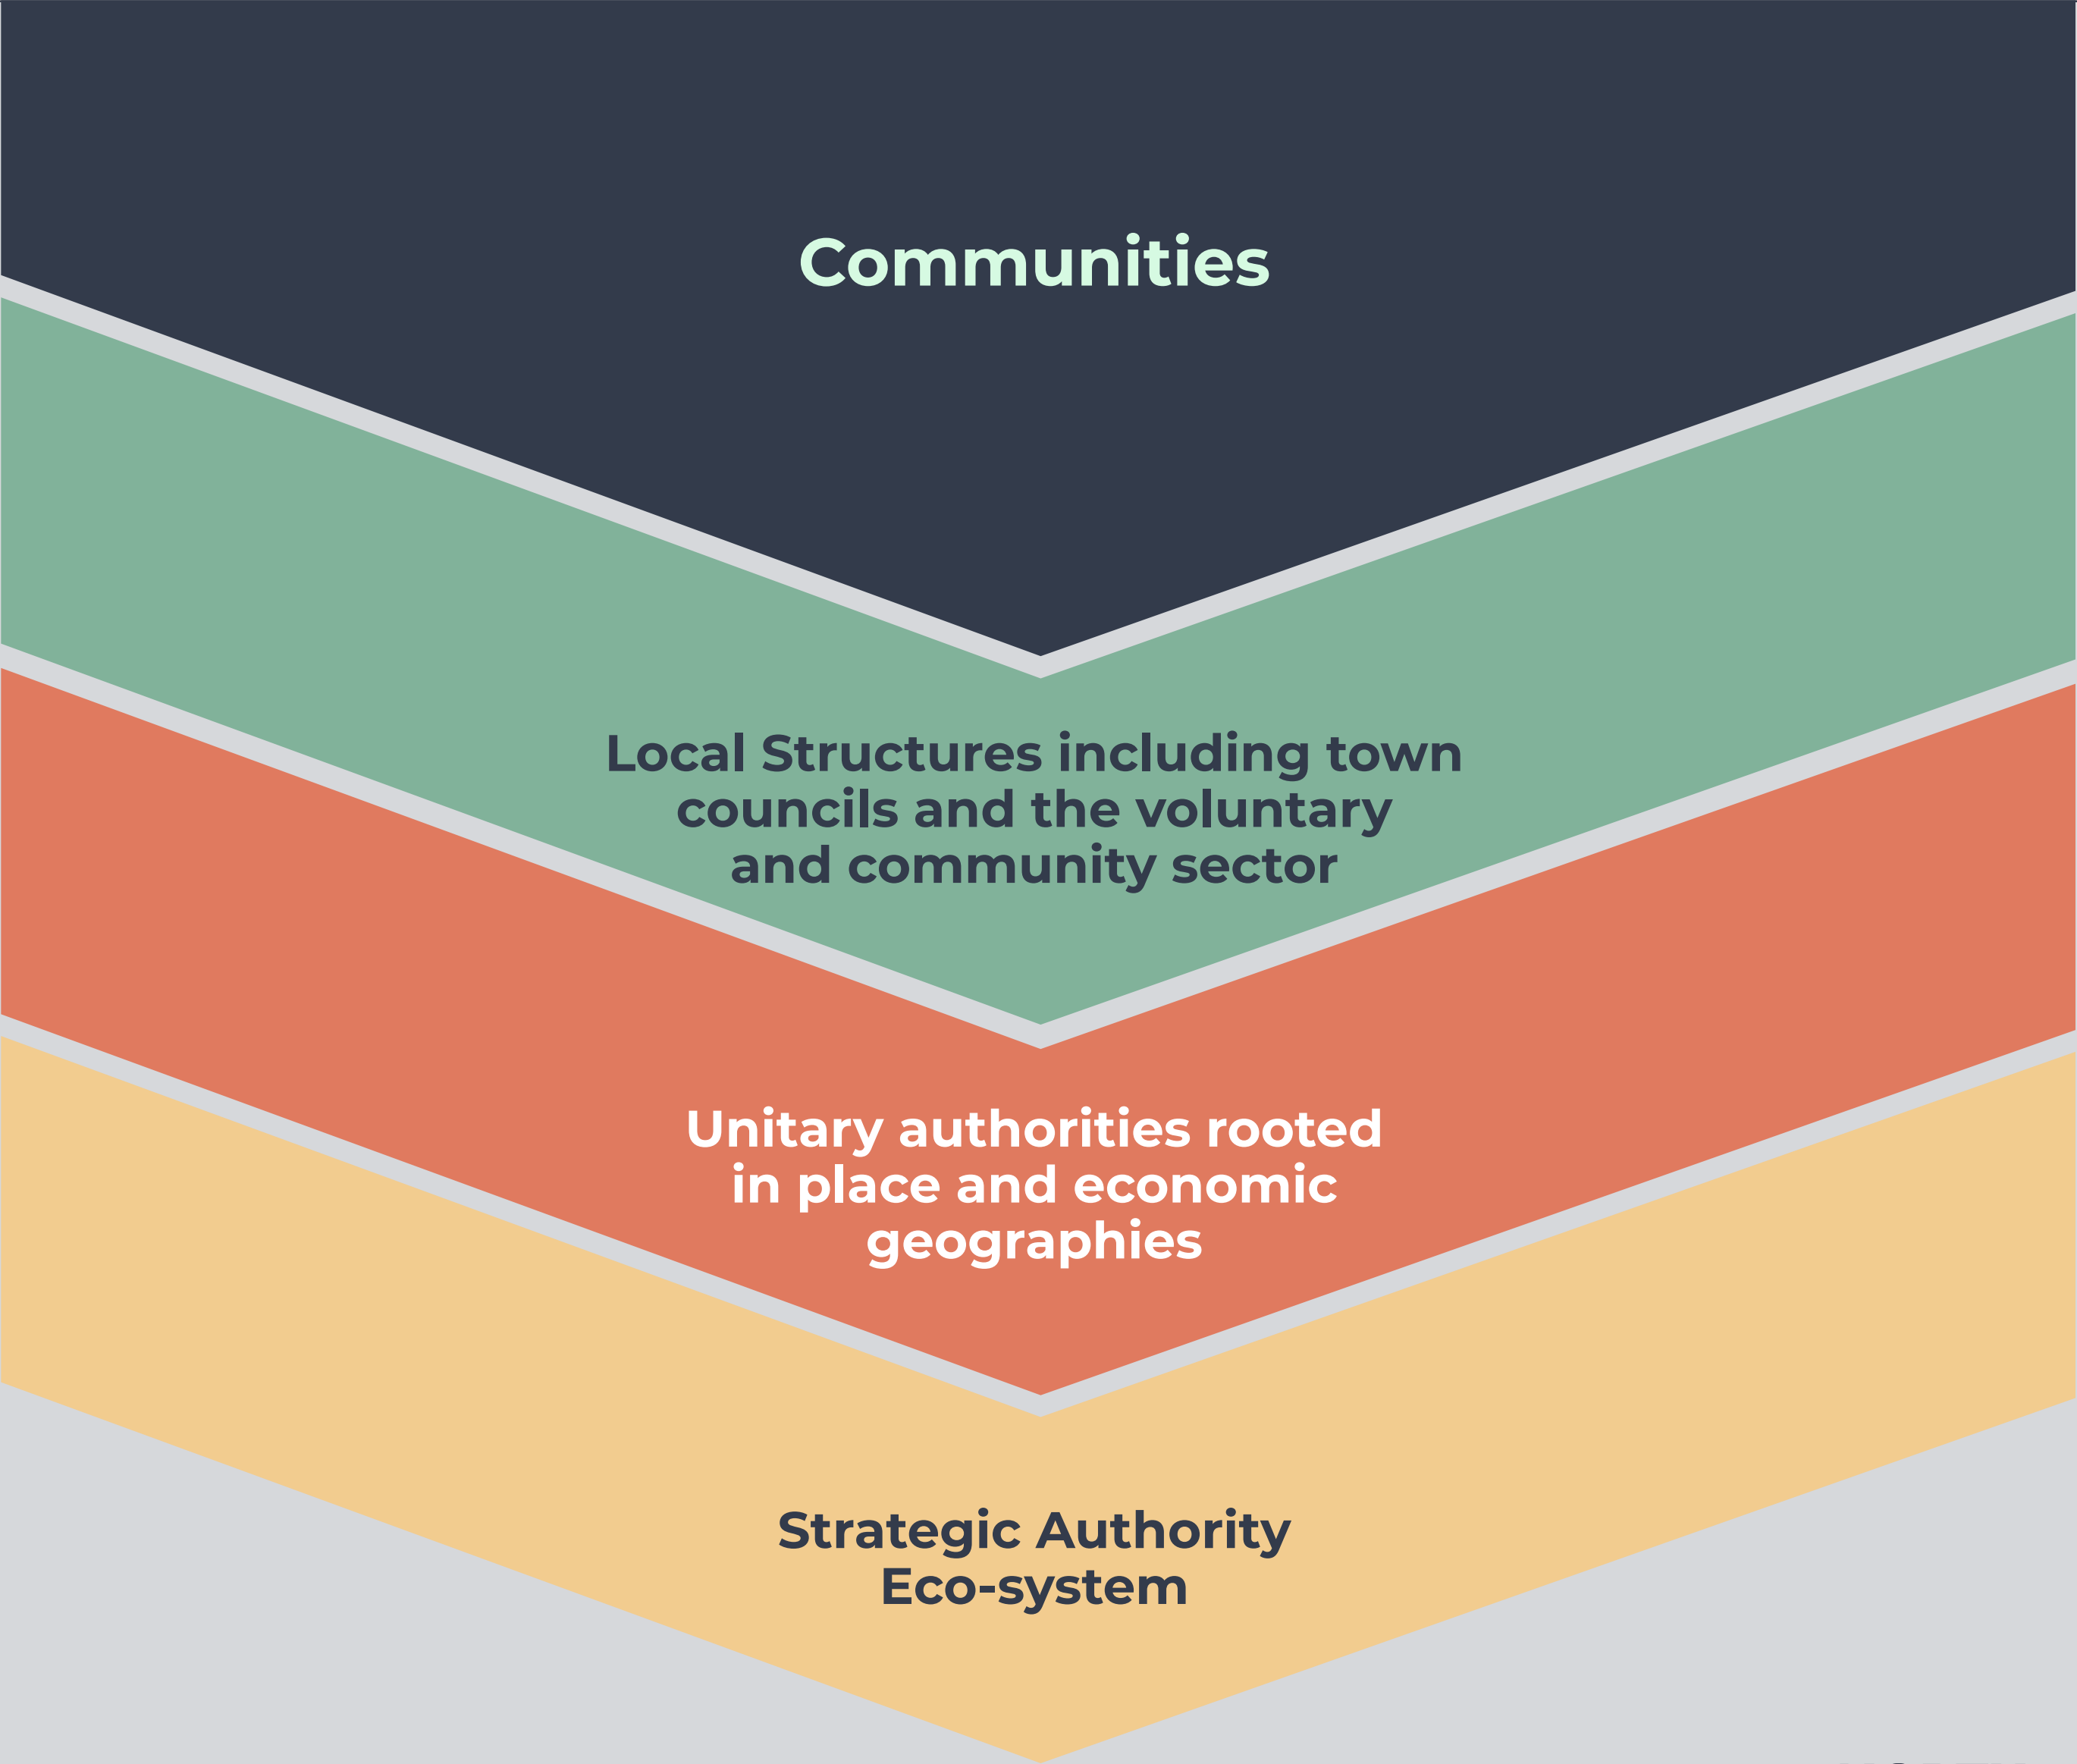 Communities
Local Structures including town
councils and the voluntary
and community sector
Unitary authorities rooted
in place and economic
geographies
Strategic Authority
Eco-system